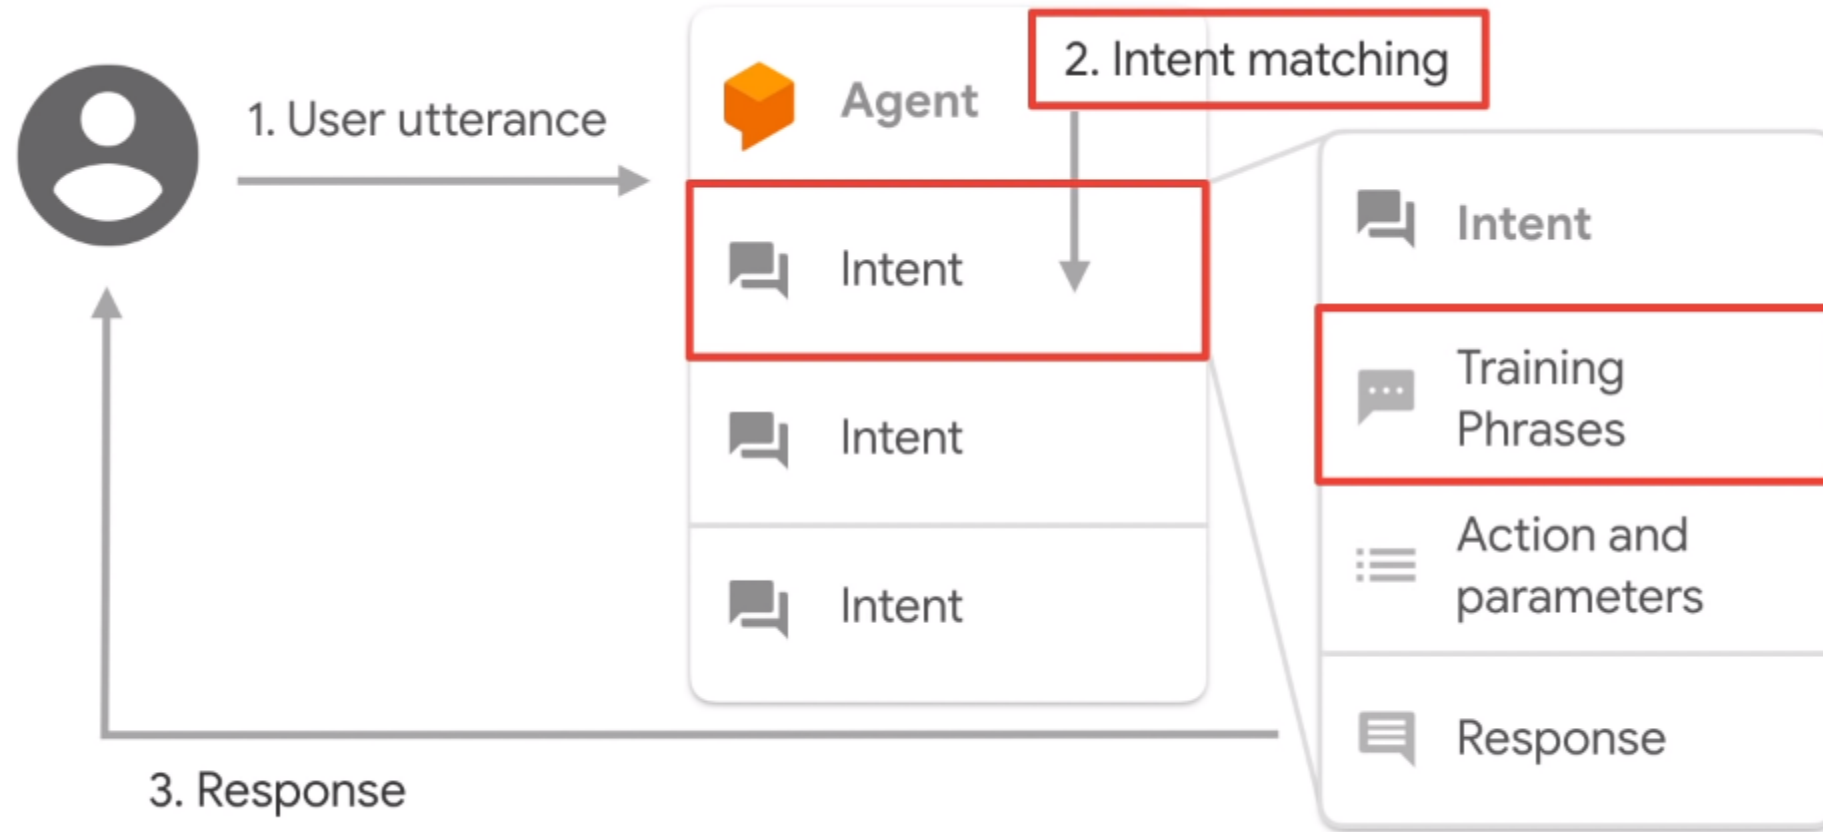 1. User utterance
Agent
2. Intent matching
Intent
Intent
Intent
Intent
Training
Phrases
Action and
parameters
Response
3. Response